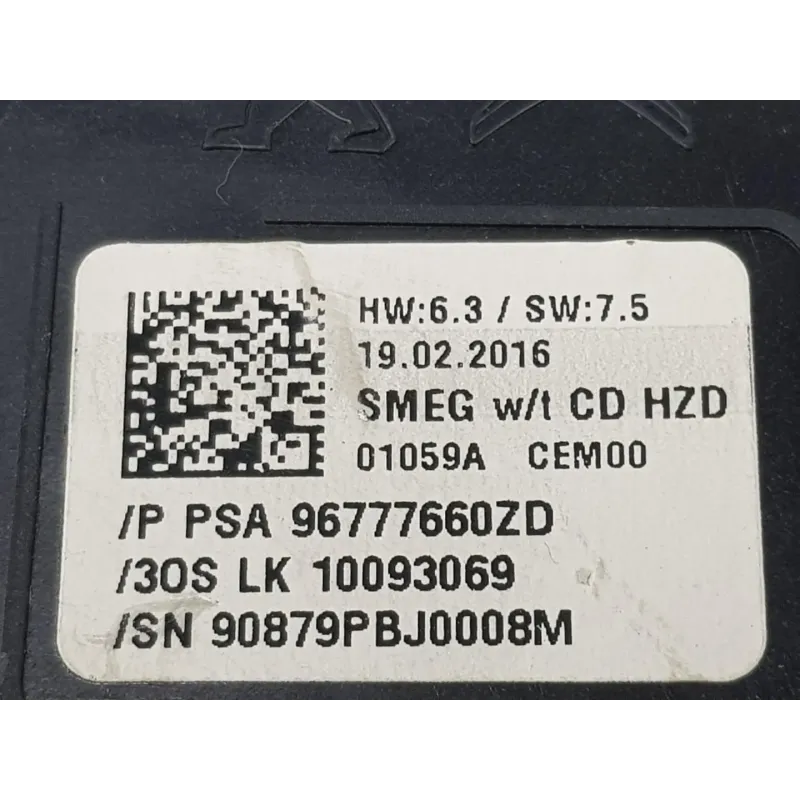 HW:6.3 / SW:7.5
19.02.2016
SMEG w/t CD HZD
01059A CEM00
/P PSA 96777660ZD
/30S LK 10093069
/SN 90879PBJ0008M